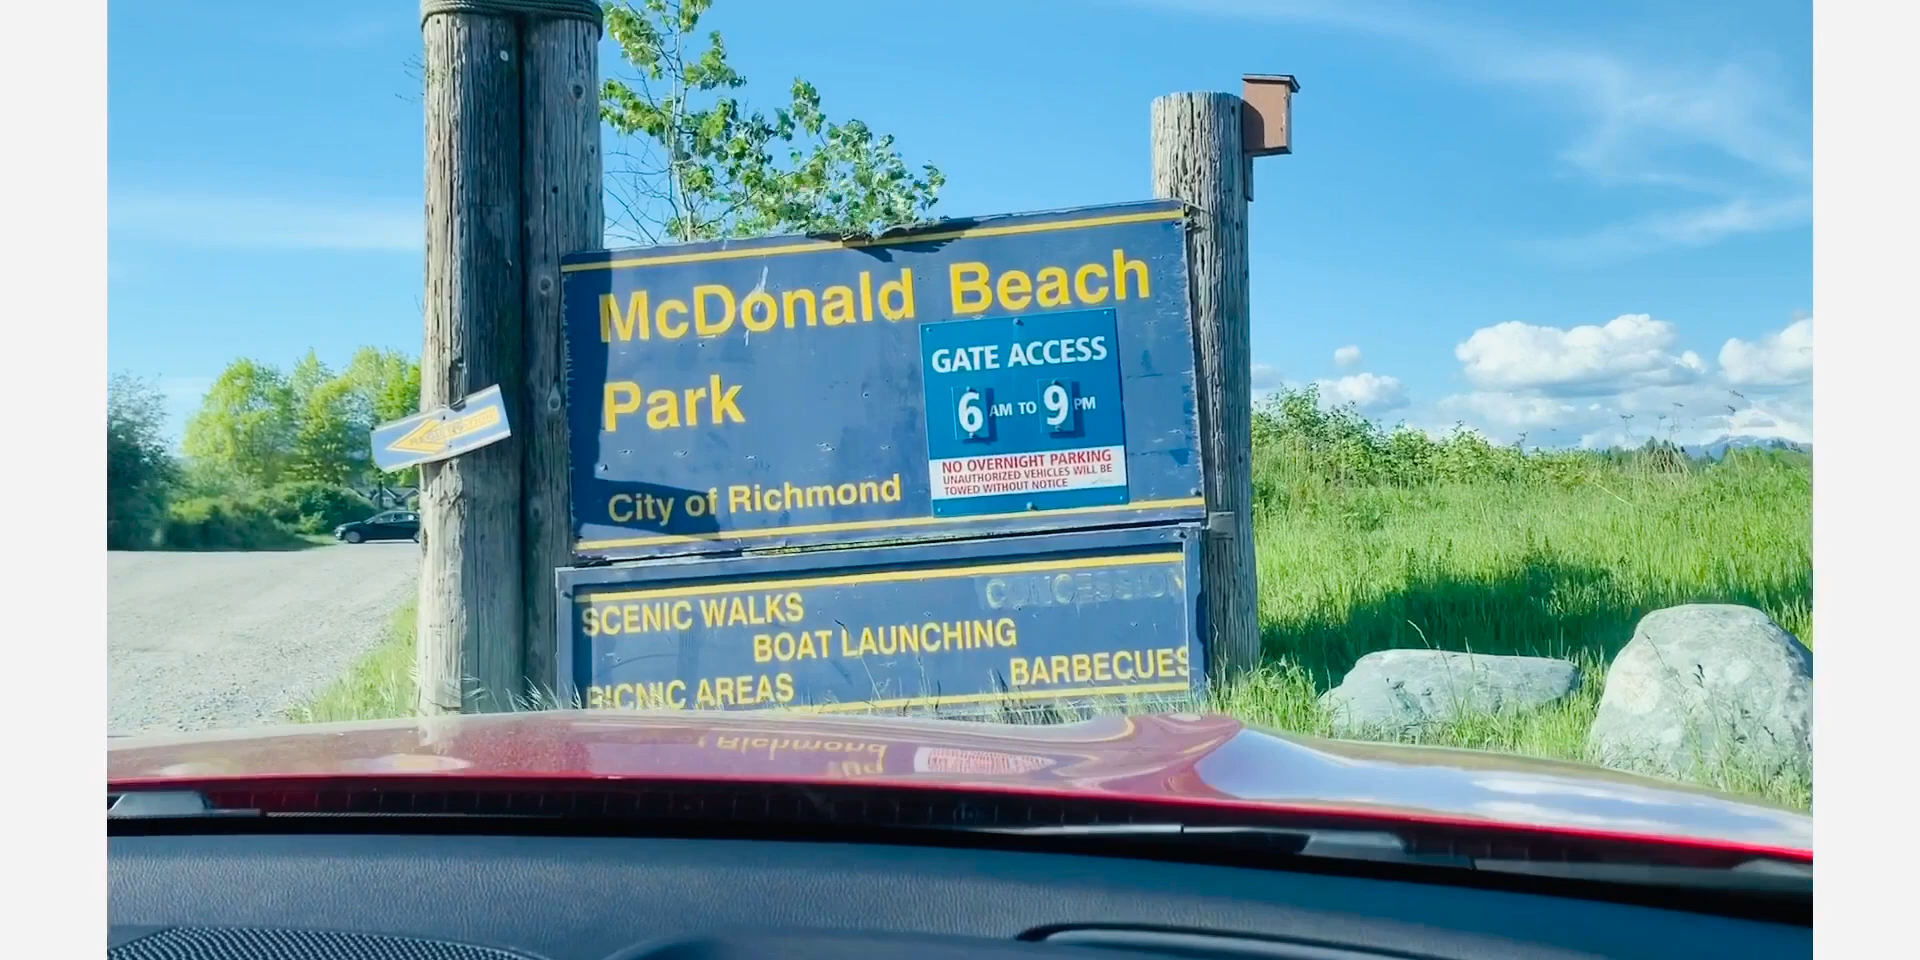 McDonald Beach
Park
City of Richmond
GATE ACCESS
6 AM TO 9 PM
NO OVERNIGHT PARKING
UNAUTHORIZED VEHICLES WILL BE
TOWED WITHOUT NOTICE
CONCESSION
SCENIC WALKS
BOAT LAUNCHING
BARBECUES
PICNIC AREAS
Richmond